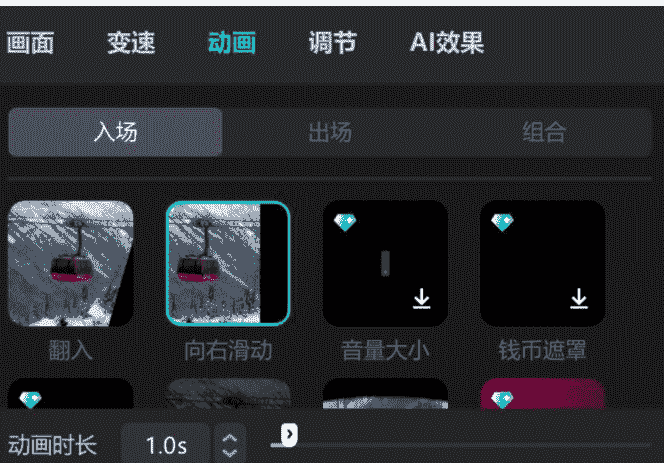 画面 变速 动画 调节 AI效果
入场 出场 组合
翻入 向右滑动 音量大小 钱币遮罩
动画时长 1.0s